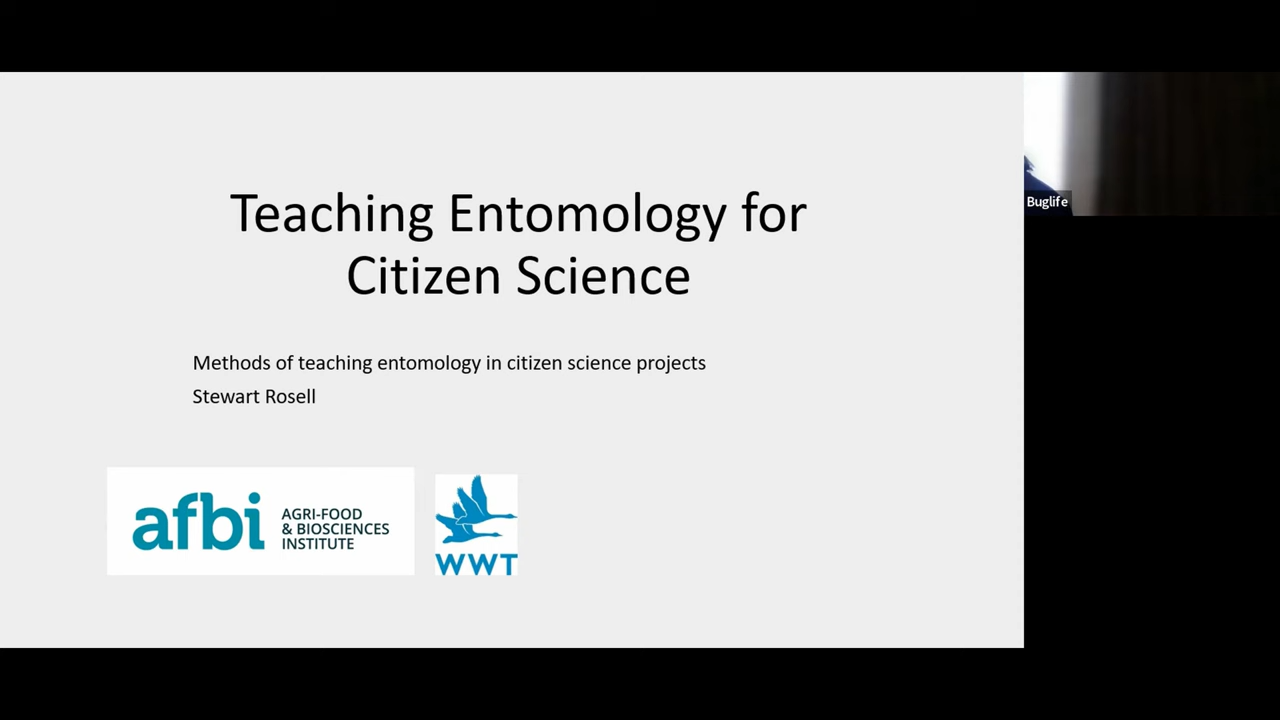 Teaching Entomology for
Citizen Science
Methods of teaching entomology in citizen science projects
Stewart Rosell
afbi
AGRI-FOOD
& BIOSCIENCES
INSTITUTE
WWT
Buglife